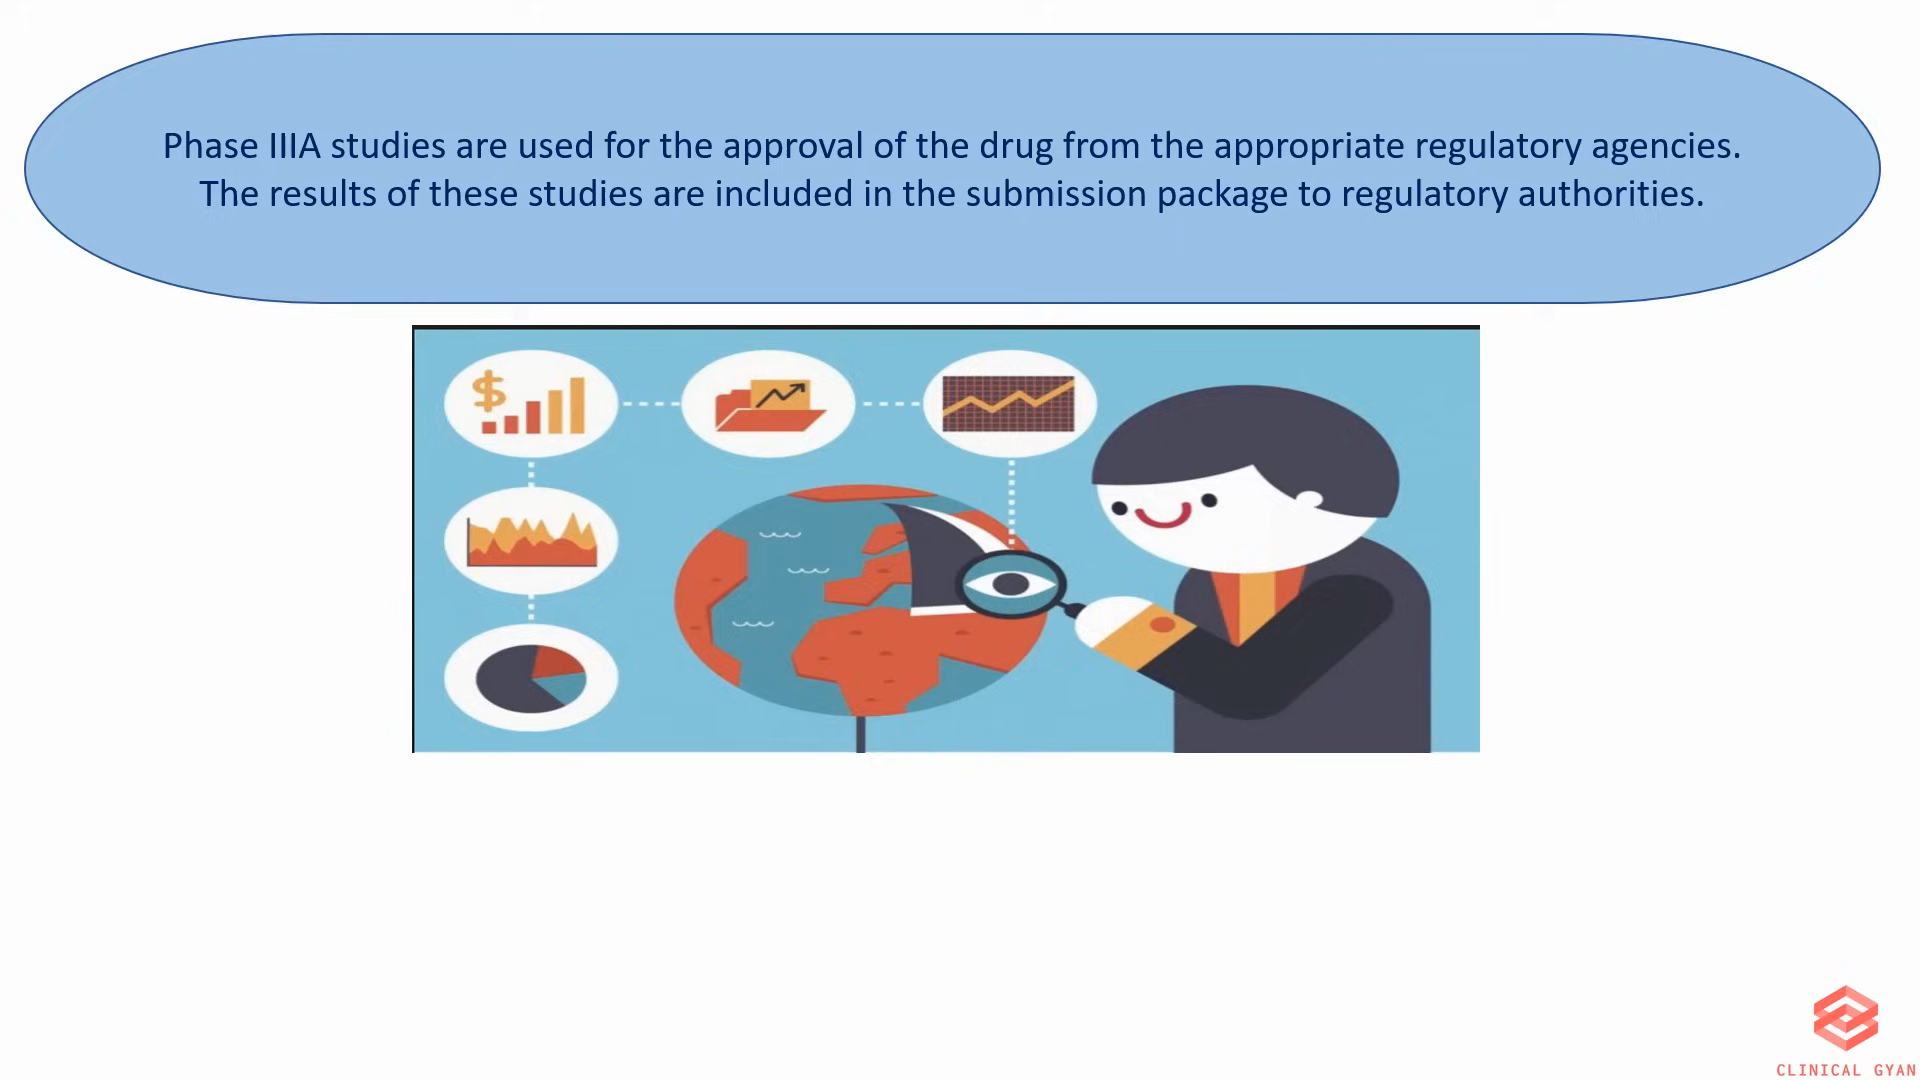 Phase IIIA studies are used for the approval of the drug from the appropriate regulatory agencies.
The results of these studies are included in the submission package to regulatory authorities.
$
CLINICAL GYAN